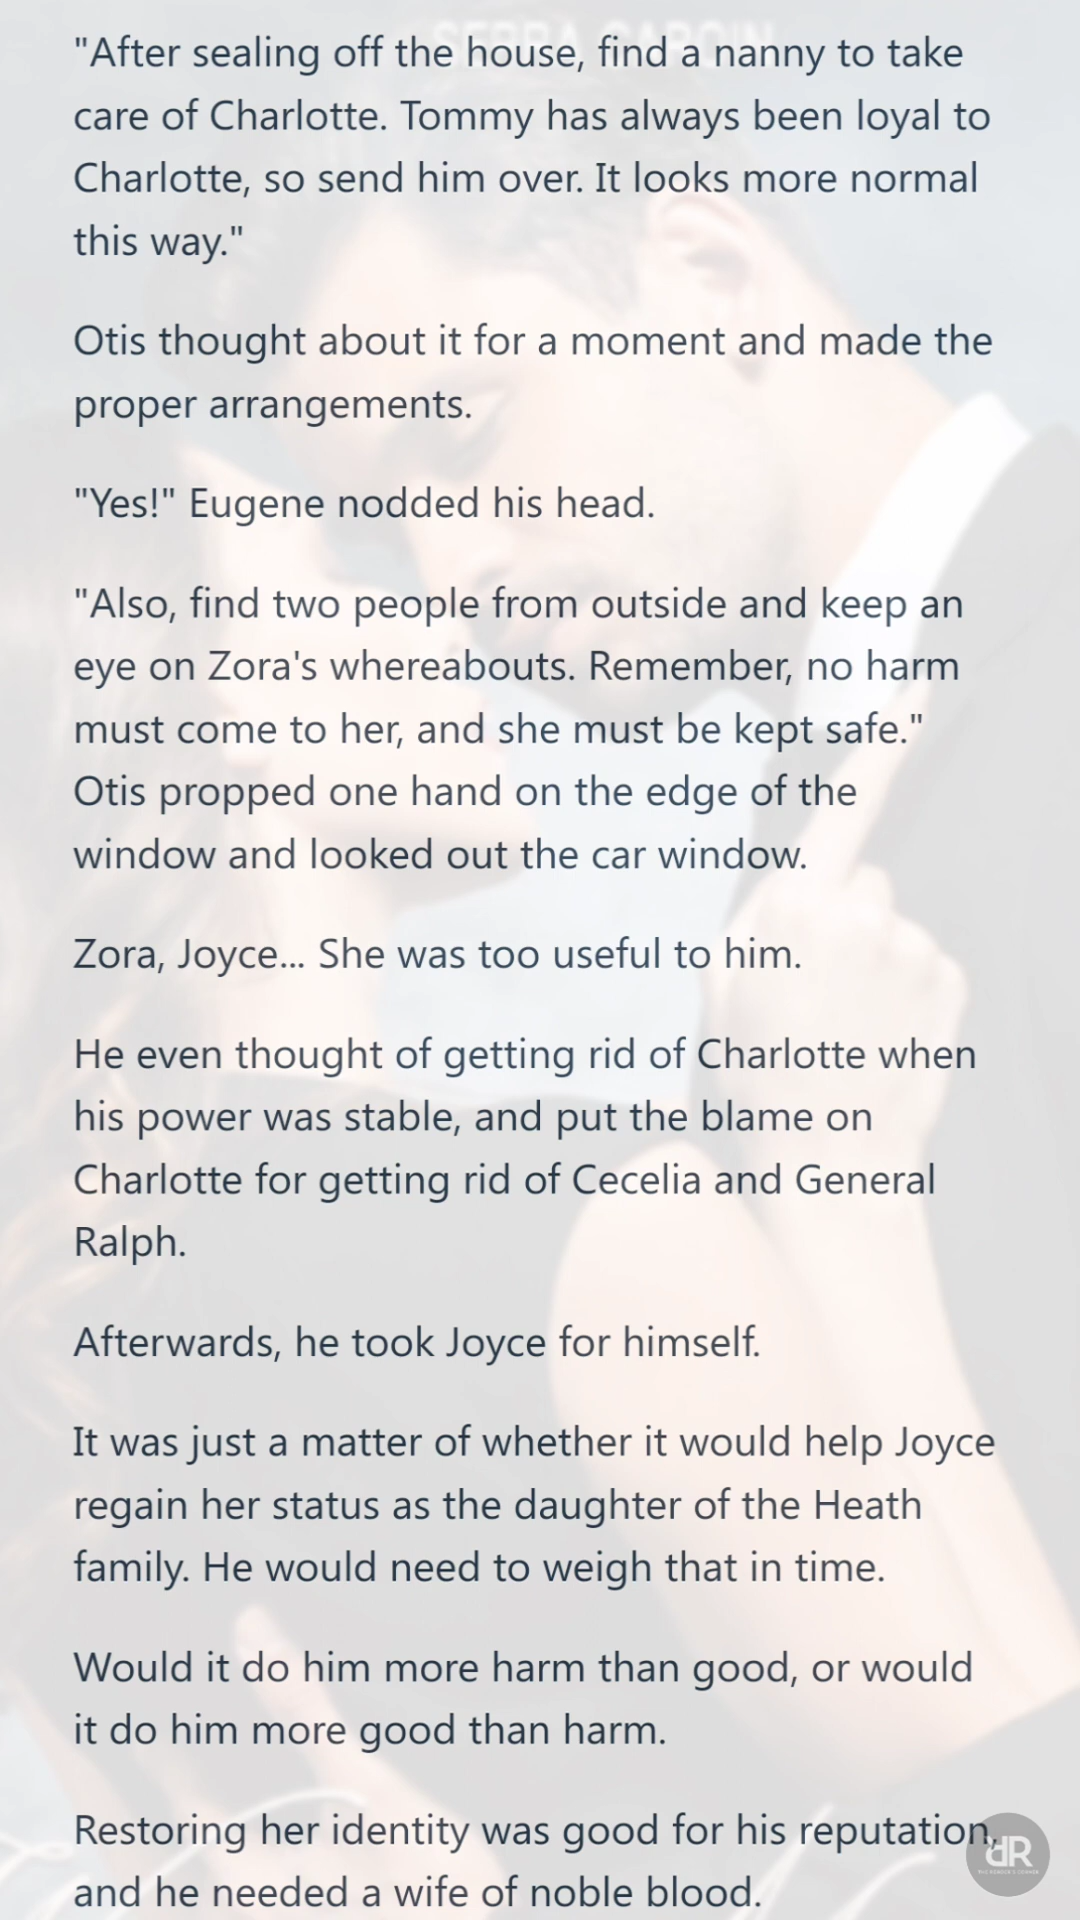 SERRA CARCIN
"After sealing off the house, find a nanny to take
care of Charlotte. Tommy has always been loyal to
Charlotte, so send him over. It looks more normal
this way."
Otis thought about it for a moment and made the
proper arrangements.
"Yes!" Eugene nodded his head.
"Also, find two people from outside and keep an
eye on Zora's whereabouts. Remember, no harm
must come to her, and she must be kept safe."
Otis propped one hand on the edge of the
window and looked out the car window.
Zora, Joyce... She was too useful to him.
He even thought of getting rid of Charlotte when
his power was stable, and put the blame on
Charlotte for getting rid of Cecelia and General
Ralph.
Afterwards, he took Joyce for himself.
It was just a matter of whether it would help Joyce
regain her status as the daughter of the Heath
family. He would need to weigh that in time.
Would it do him more harm than good, or would
it do him more good than harm.
Restoring her identity was good for his reputation,
and he needed a wife of noble blood.